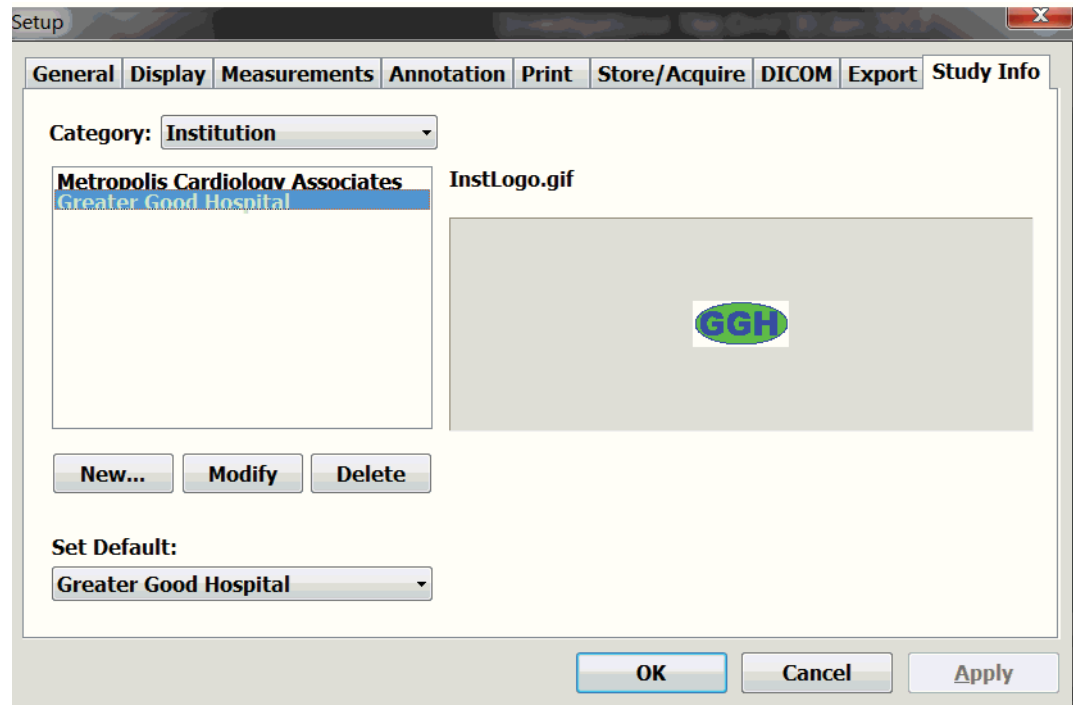 Setup
X
General Display Measurements Annotation Print Store/Acquire DICOM Export Study Info
Category: Institution
Metropolis Cardiology Associates
Greater Good Hospital
InstLogo.gif
GGH
New... Modify Delete
Set Default:
Greater Good Hospital
OK Cancel Apply